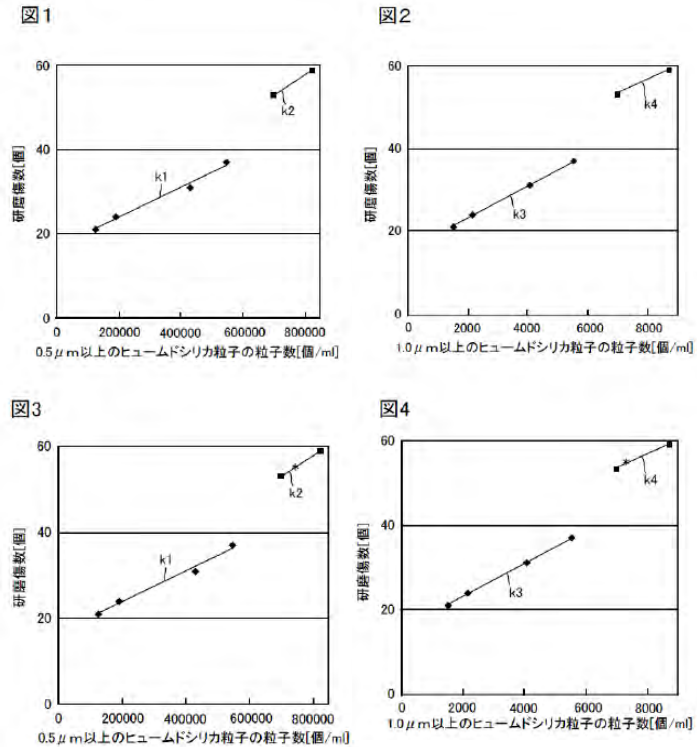 図1
60
40
20
0
研磨傷数[個]
k1
k2
0 200000 400000 600000 800000
0.5μm以上のヒュームドシリカ粒子の粒子数[個/ml]
図2
60
40
20
0
研磨傷数[個]
k3
k4
0 2000 4000 6000 8000
1.0μm以上のヒュームドシリカ粒子の粒子数[個/ml]
図3
60
40
20
0
研磨傷数[個]
k1
k2
0 200000 400000 600000 800000
0.5μm以上のヒュームドシリカ粒子の粒子数[個/ml]
図4
60
40
20
0
研磨傷数[個]
k3
k4
0 2000 4000 6000 8000
1.0μm以上のヒュームドシリカ粒子の粒子数[個/ml]